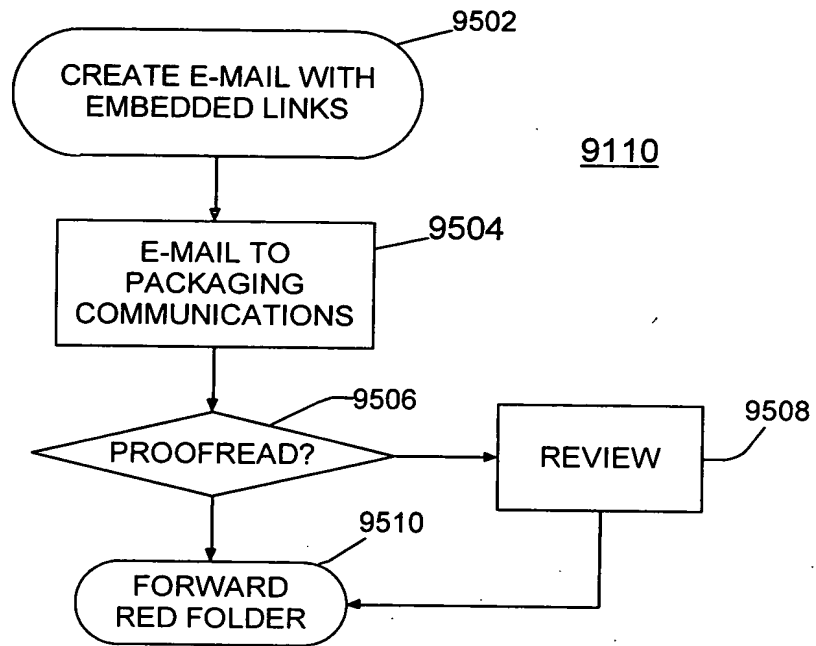 9502
CREATE E-MAIL WITH
EMBEDDED LINKS
9110
9504
E-MAIL TO
PACKAGING
COMMUNICATIONS
9506
PROOFREAD?
9508
REVIEW
9510
FORWARD
RED FOLDER